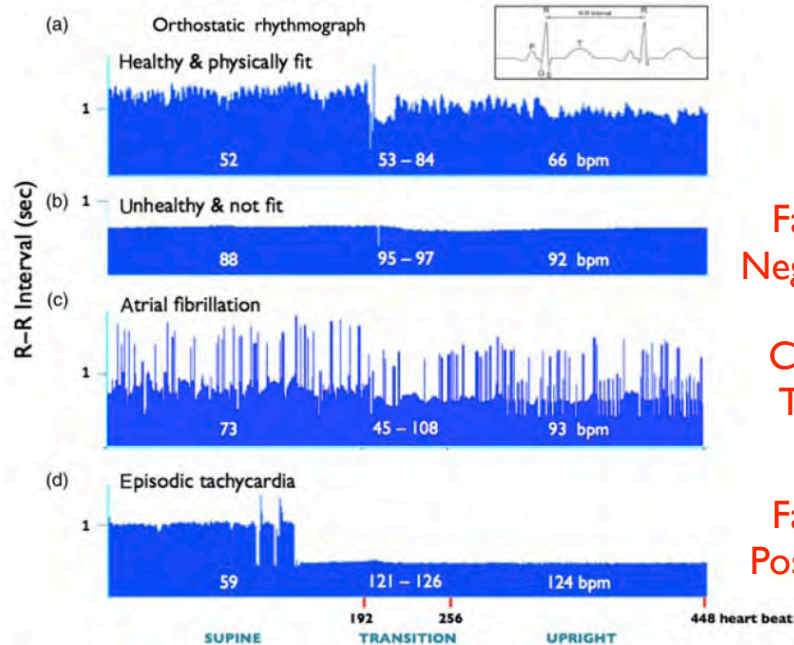 (a) Orthostatic rhythmograph
R-R Interval
R R
P T
Q S
Healthy & physically fit
1
52 53 – 84 66 bpm
R–R Interval (sec)
(b) 1 Unhealthy & not fit
88 95 – 97 92 bpm
(c) Atrial fibrillation
1
73 45 – 108 93 bpm
(d) Episodic tachycardia
1
59 121 – 126 124 bpm
192 256 448 heart beat
SUPINE TRANSITION UPRIGHT
Fa
Neg
C
T
Fa
Pos